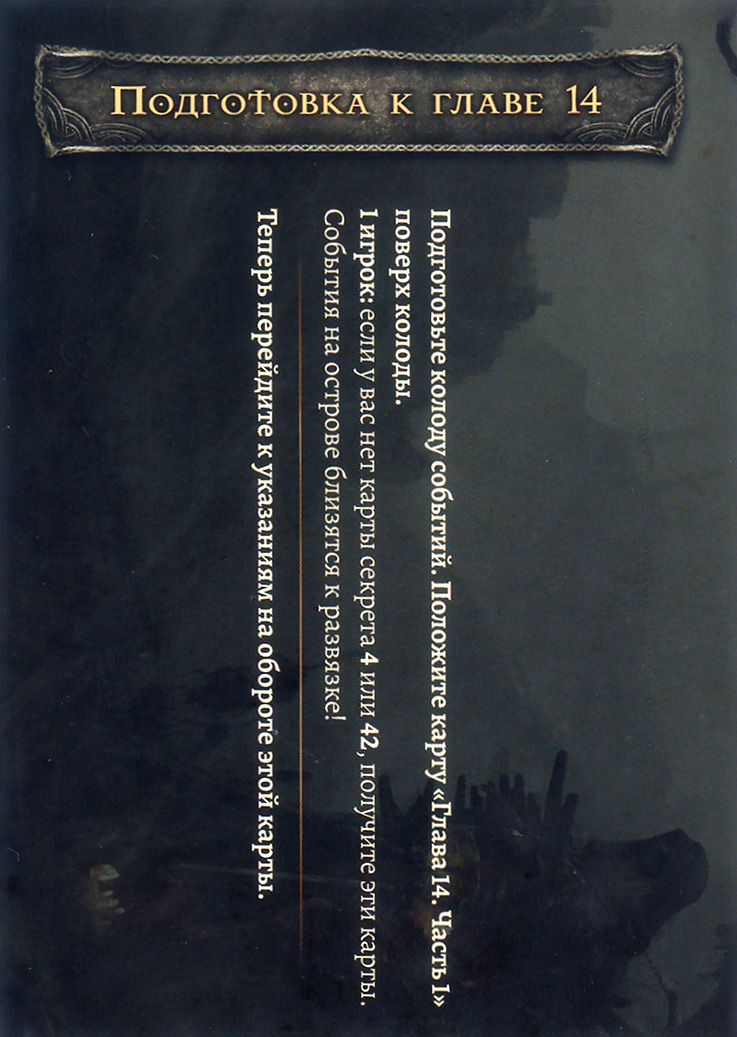 Подготовка к главе 14
Подготовьте колоду событий. Положите карту «Глава 14. Часть I»
поверх колоды.
1 игрок: если у вас нет карты секрета 4 или 42, получите эти карты.
События на острове близятся к развязке!
Теперь перейдите к указаниям на обороте этой карты.